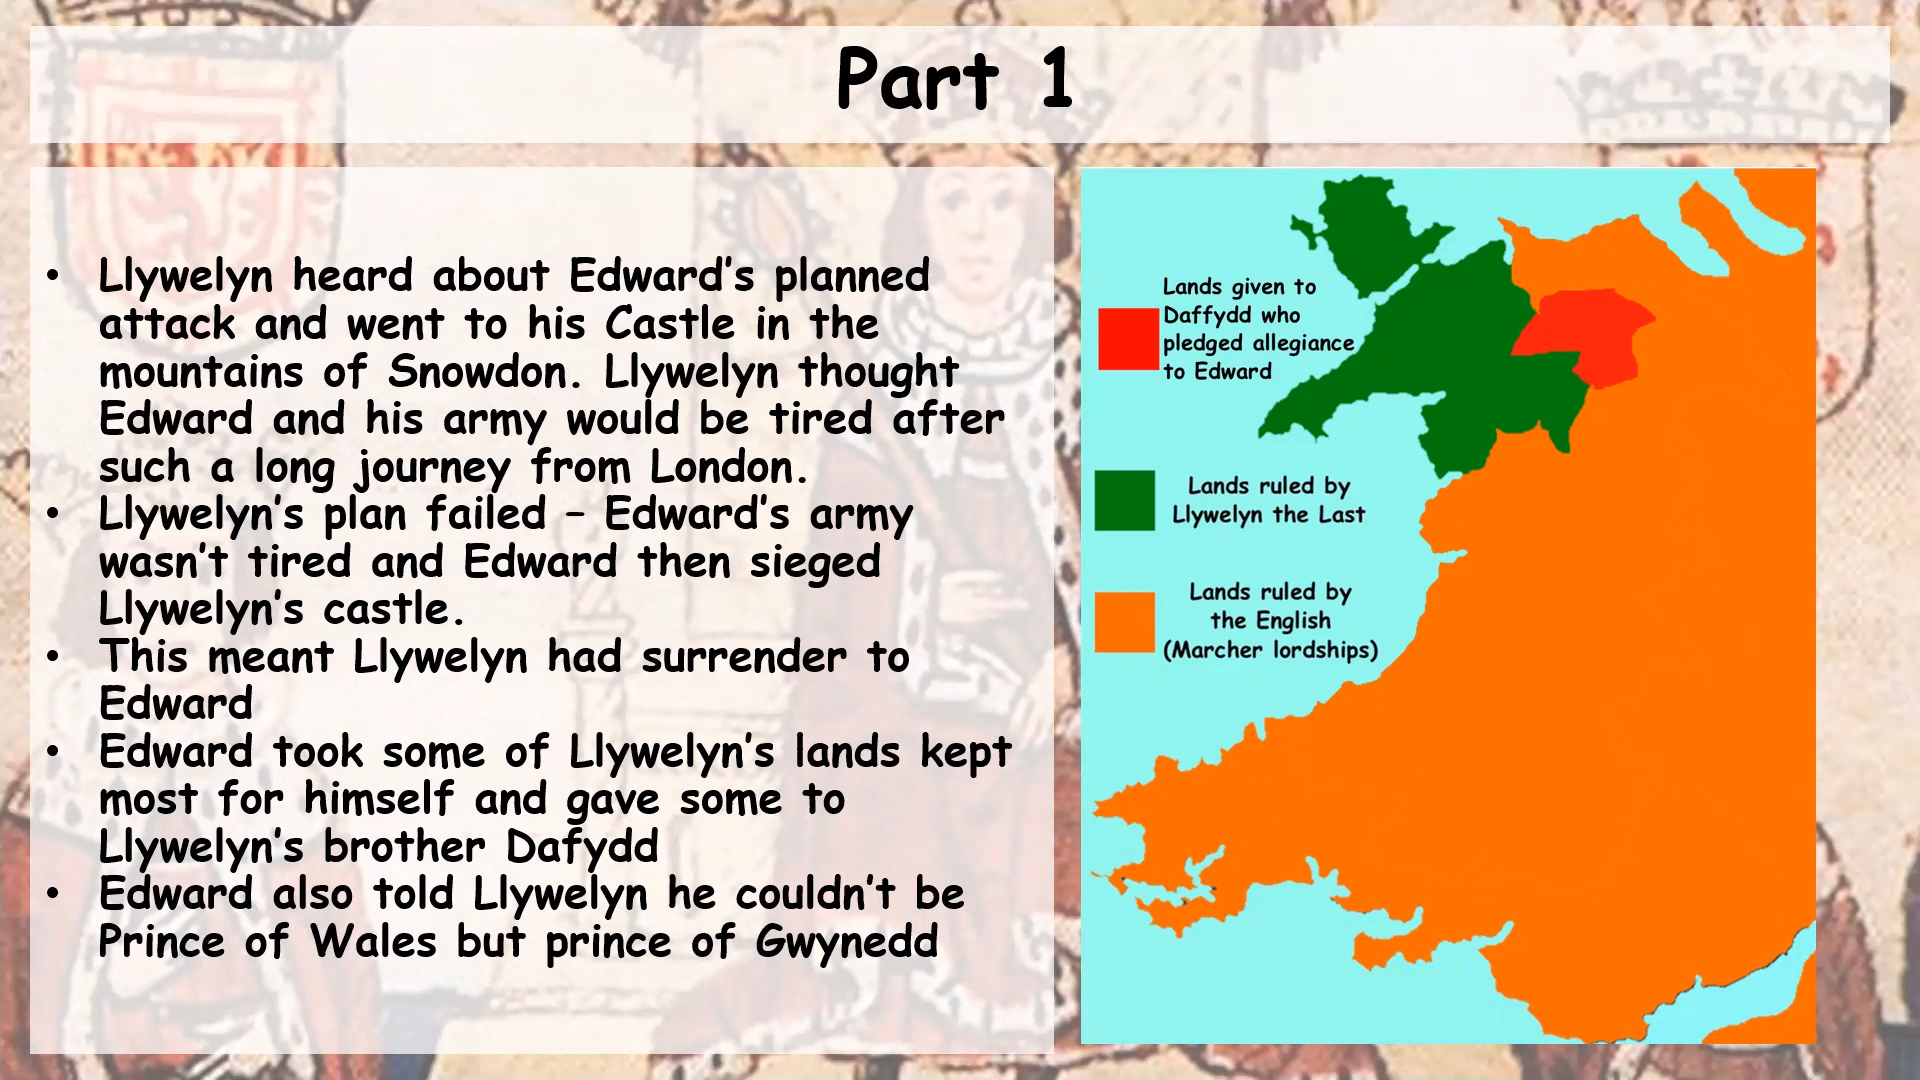 Part 1
• Llywelyn heard about Edward’s planned
attack and went to his Castle in the
mountains of Snowdon. Llywelyn thought
Edward and his army would be tired after
such a long journey from London.
• Llywelyn’s plan failed – Edward’s army
wasn’t tired and Edward then sieged
Llywelyn’s castle.
• This meant Llywelyn had surrender to
Edward
• Edward took some of Llywelyn’s lands kept
most for himself and gave some to
Llywelyn’s brother Dafydd
• Edward also told Llywelyn he couldn’t be
Prince of Wales but prince of Gwynedd
Lands given to
Daffydd who
pledged allegiance
to Edward
Lands ruled by
Llywelyn the Last
Lands ruled by
the English
(Marcher lordships)